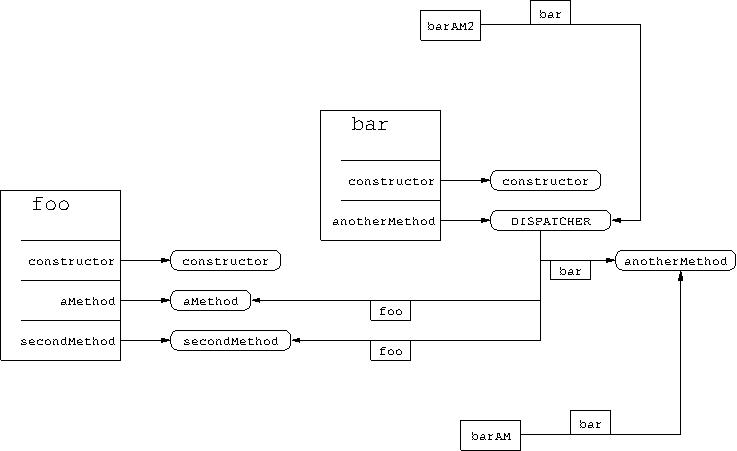 bar
barAM2
bar
constructor
constructor
foo
anotherMethod
DISPATCHER
constructor
constructor
anotherMethod
bar
aMethod
aMethod
foo
secondMethod
secondMethod
foo
bar
barAM